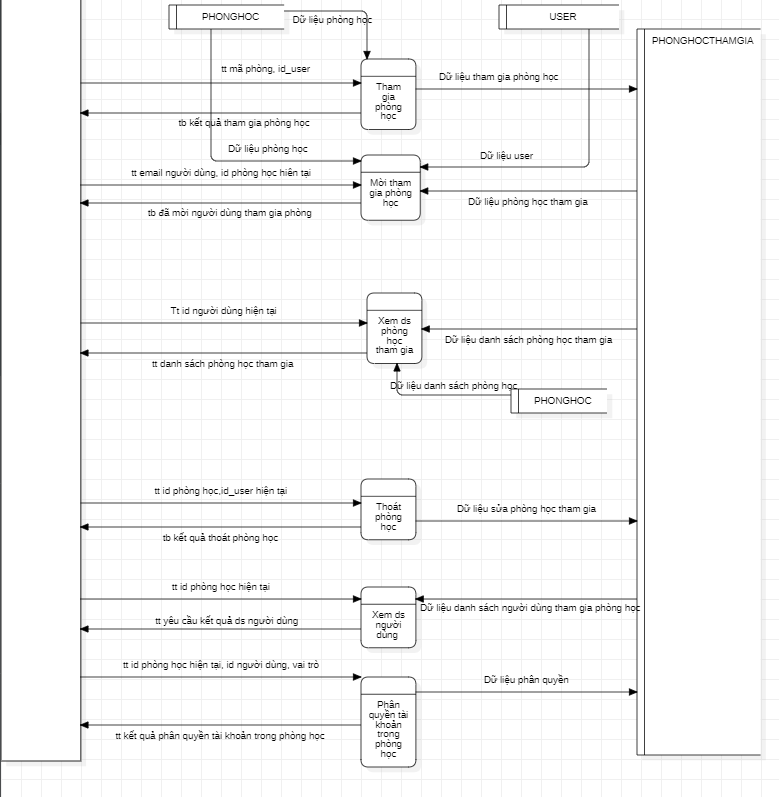 PHONGHOC
Dữ liệu phòng học
USER
PHONGHOCTHAMGIA
tt mã phòng, id_user
Tham
gia
phòng
học
Dữ liệu tham gia phòng học
tb kết quả tham gia phòng học
Dữ liệu phòng học
Dữ liệu user
tt email người dùng, id phòng học hiện tại
Mời tham
gia phòng
học
Dữ liệu phòng học tham gia
tb đã mời người dùng tham gia phòng
Tt id người dùng hiện tại
Xem ds
phòng
học
tham gia
Dữ liệu danh sách phòng học tham gia
tt danh sách phòng học tham gia
Dữ liệu danh sách phòng học
PHONGHOC
tt id phòng học,id_user hiện tại
Thoát
phòng
học
Dữ liệu sửa phòng học tham gia
tb kết quả thoát phòng học
tt id phòng học hiện tại
Xem ds
người
dùng
Dữ liệu danh sách người dùng tham gia phòng học
tt yêu cầu kết quả ds người dùng
tt id phòng học hiện tại, id người dùng, vai trò
Phân
quyền tài
khoản
trong
phòng
học
Dữ liệu phân quyền
tt kết quả phân quyền tài khoản trong phòng học